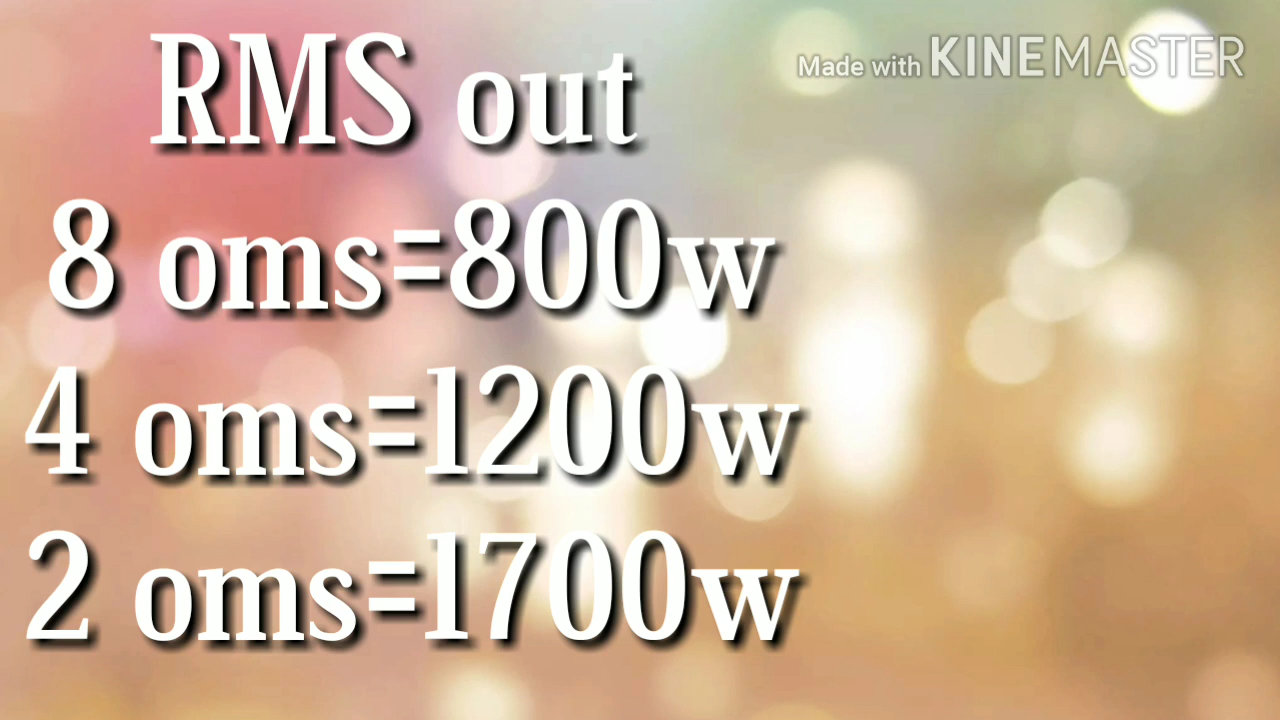 RMS out
Made with KINEMASTER
8 oms=800w
4 oms=1200w
2 oms=1700w